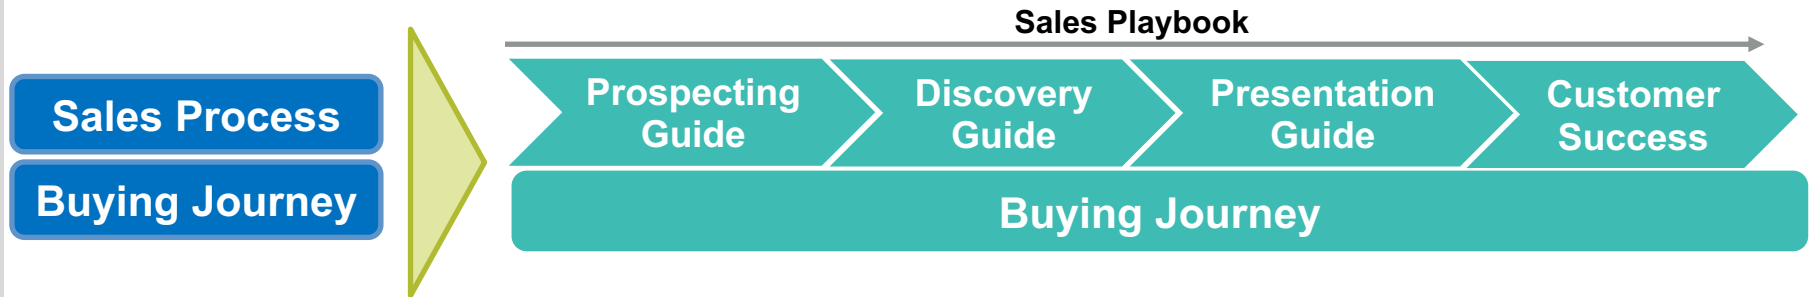 Sales Playbook
Sales Process
Buying Journey
Prospecting
Guide
Discovery
Guide
Presentation
Guide
Customer
Success
Buying Journey